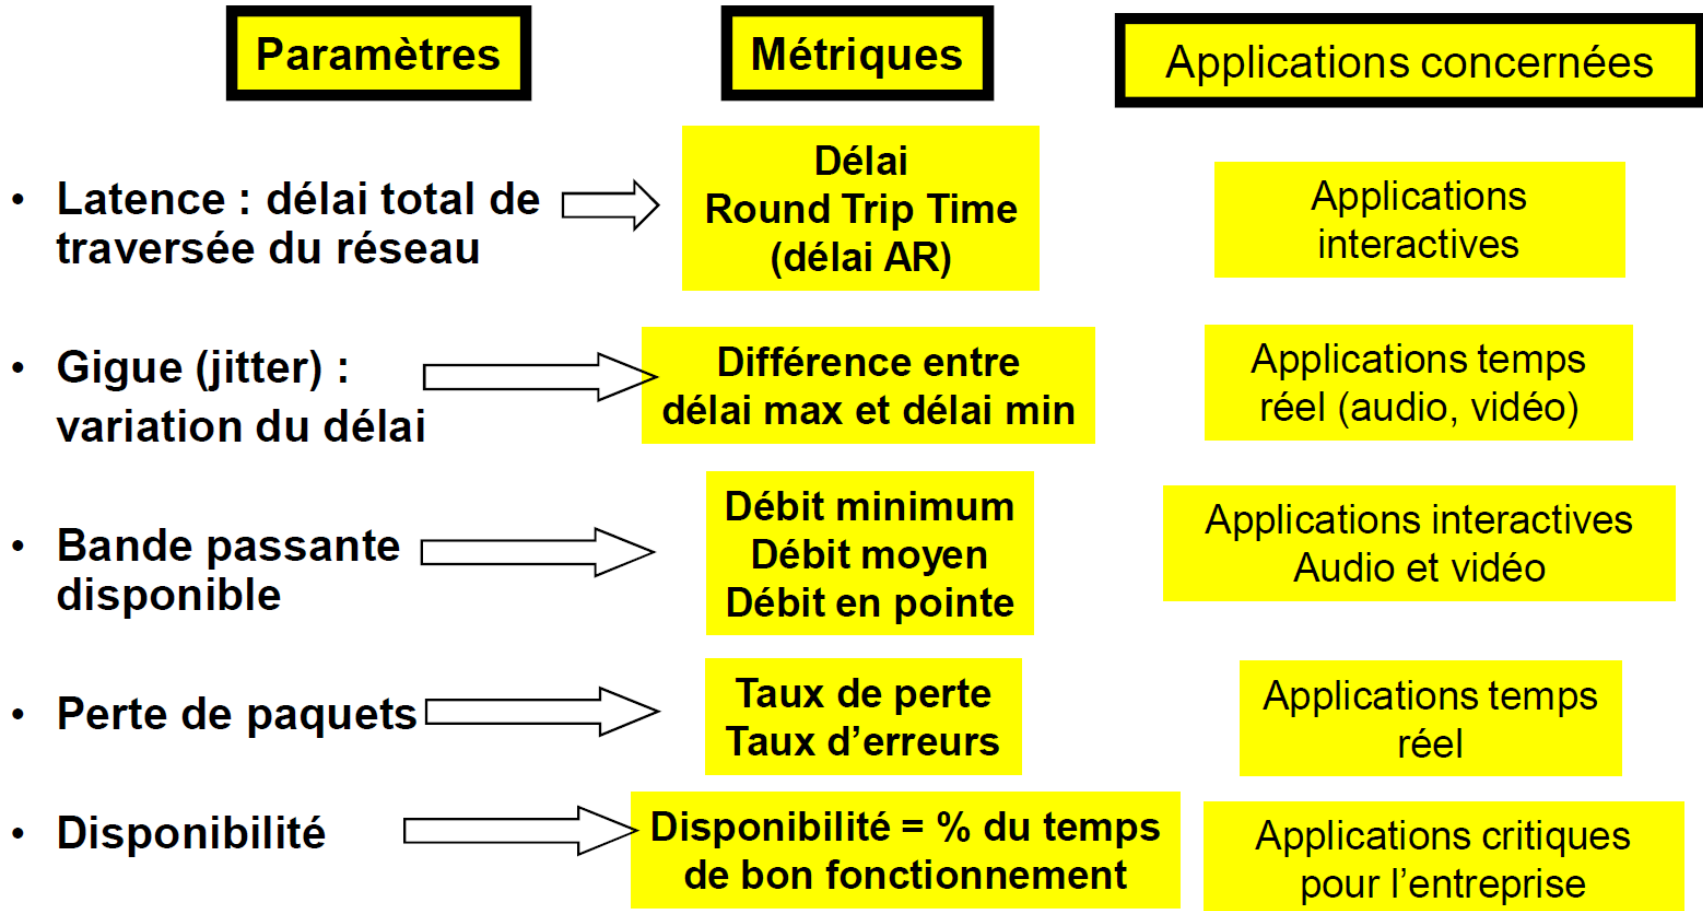 Paramètres
Métriques
Applications concernées
• Latence : délai total de
traversée du réseau
Délai
Round Trip Time
(délai AR)
Applications
interactives
• Gigue (jitter) :
variation du délai
Différence entre
délai max et délai min
Applications temps
réel (audio, vidéo)
• Bande passante
disponible
Débit minimum
Débit moyen
Débit en pointe
Applications interactives
Audio et vidéo
• Perte de paquets
Taux de perte
Taux d’erreurs
Applications temps
réel
• Disponibilité
Disponibilité = % du temps
de bon fonctionnement
Applications critiques
pour l’entreprise